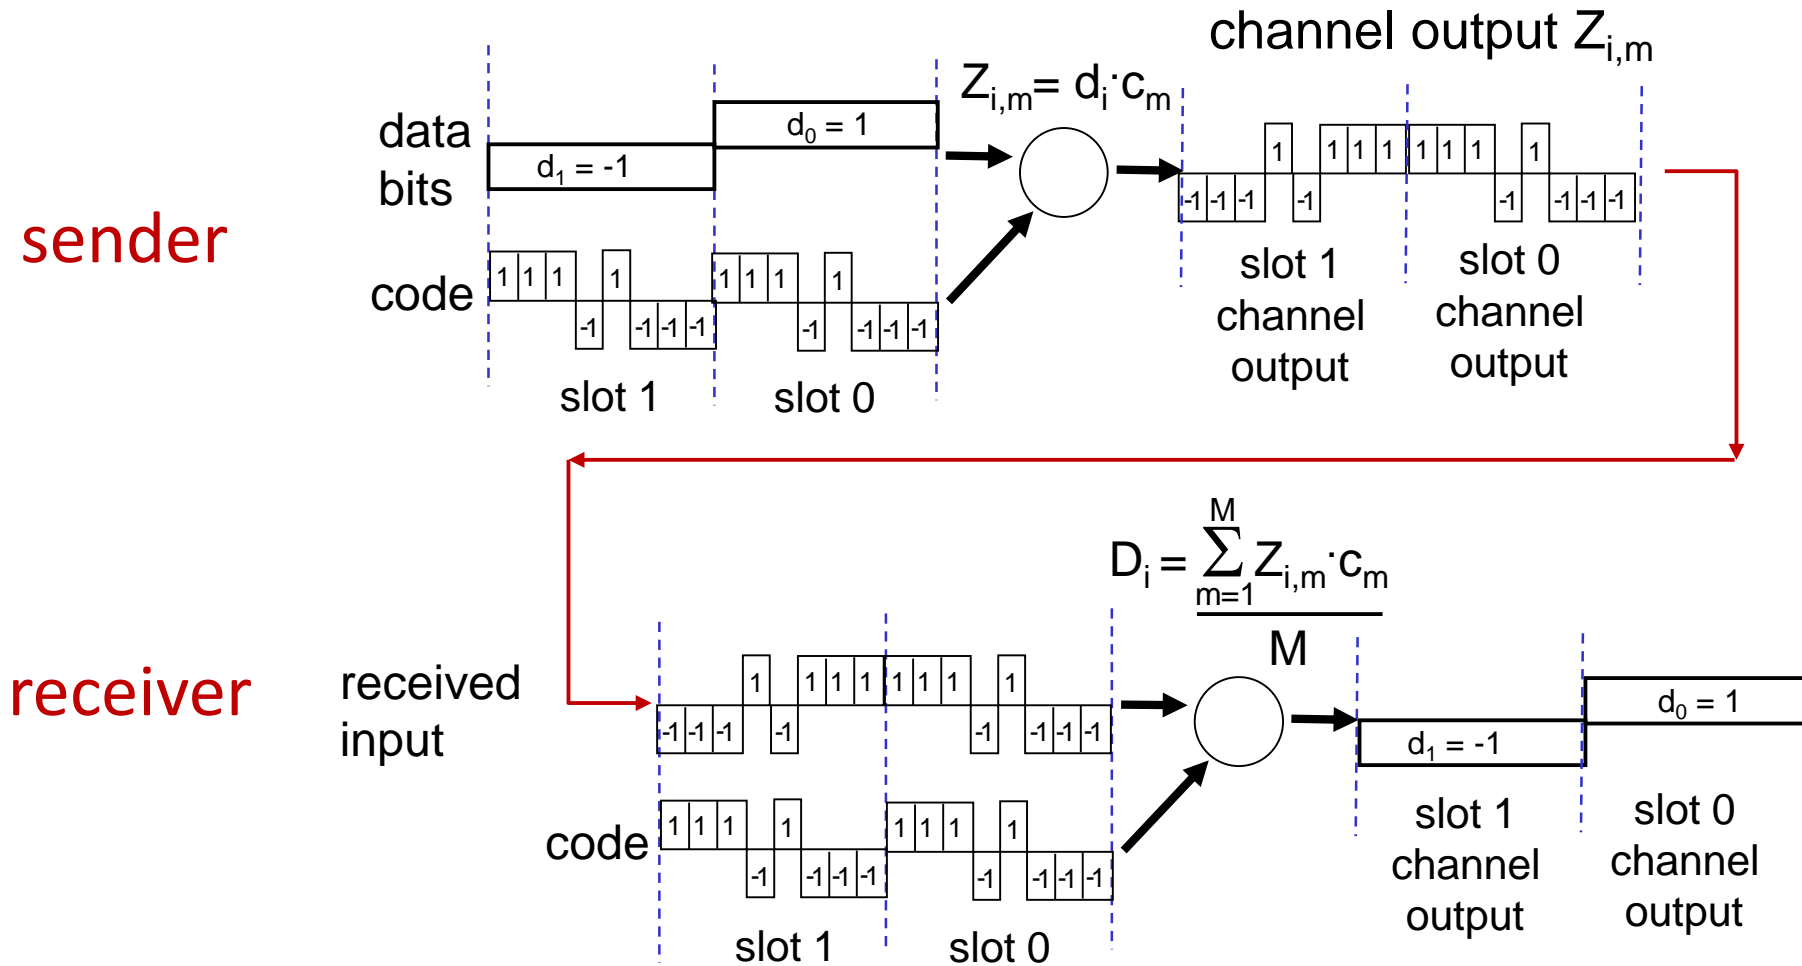 channel output Z_{i,m}
Z_{i,m} = d_i · c_m
data bits
d_0 = 1
d_1 = -1
1 1 1 -1 1 -1 -1 -1
1 1 1 -1 1 -1 -1 -1
code
slot 1
slot 0
sender
-1 -1 -1 1 -1 1 1 1
1 1 1 -1 1 -1 -1 -1
slot 1
channel
output
slot 0
channel
output
D_i = \sum_{m=1}^{M} Z_{i,m} · c_m
M
receiver
received
input
-1 -1 -1 1 -1 1 1 1
1 1 1 -1 1 -1 -1 -1
code
1 1 1 -1 1 -1 -1 -1
1 1 1 -1 1 -1 -1 -1
slot 1
slot 0
d_0 = 1
d_1 = -1
slot 1
channel
output
slot 0
channel
output